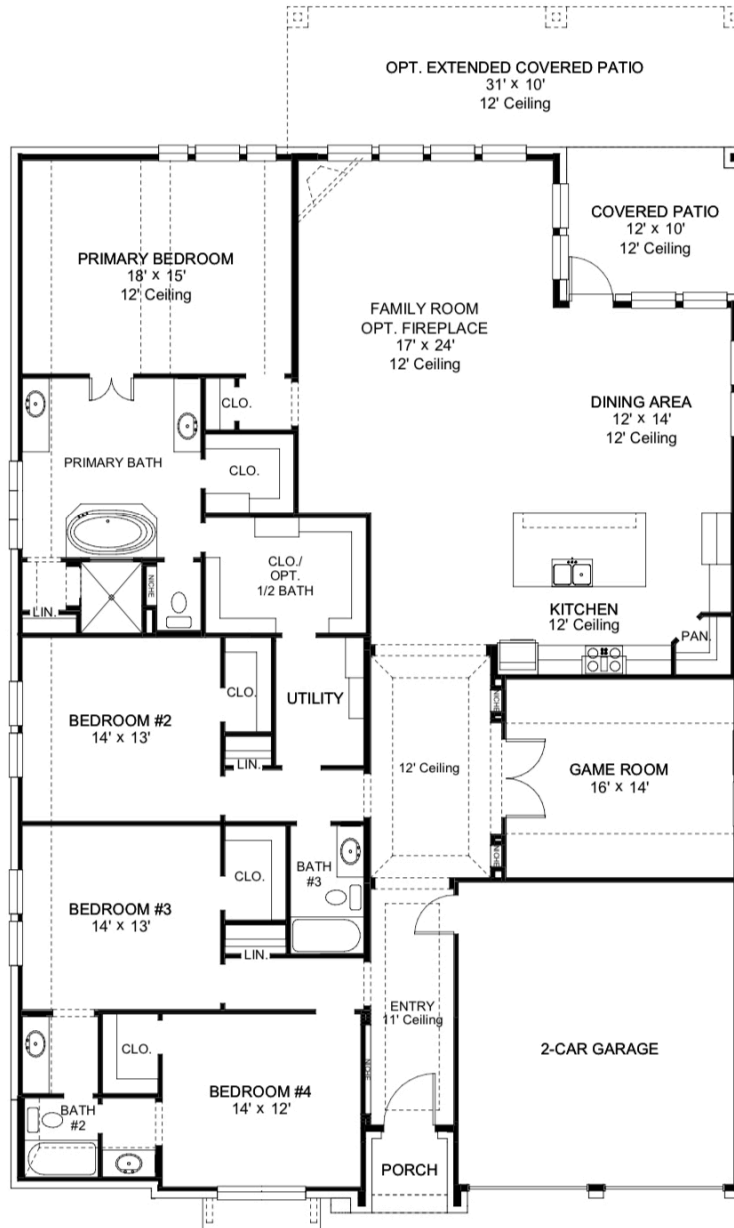 OPT. EXTENDED COVERED PATIO
31' x 10'
12' Ceiling
COVERED PATIO
12' x 10'
12' Ceiling
PRIMARY BEDROOM
18' x 15'
12' Ceiling
FAMILY ROOM
OPT. FIREPLACE
17' x 24'
12' Ceiling
DINING AREA
12' x 14'
12' Ceiling
CLO.
PRIMARY BATH
CLO.
CLO./
OPT.
1/2 BATH
NICHE
LIN.
KITCHEN
12' Ceiling
PAN.
CLO.
UTILITY
NICHE
BEDROOM #2
14' x 13'
LIN.
12' Ceiling
GAME ROOM
16' x 14'
NICHE
BATH
#3
CLO.
BEDROOM #3
14' x 13'
LIN.
ENTRY
11' Ceiling
2-CAR GARAGE
CLO.
NICHE
BEDROOM #4
14' x 12'
BATH
#2
PORCH